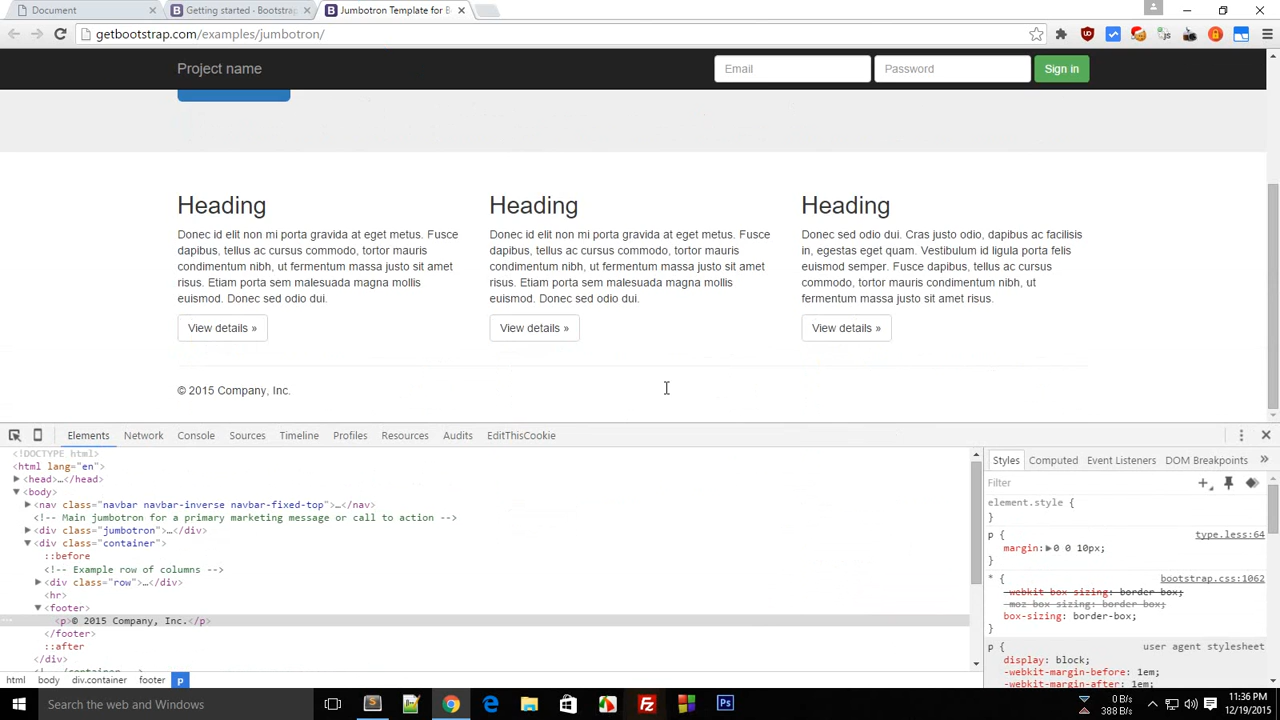 Document
Getting started · Bootstrap
Jumbotron Template for B
getbootstrap.com/examples/jumbotron/
Project name
Email
Password
Sign in
Heading
Donec id elit non mi porta gravida at eget metus. Fusce
dapibus, tellus ac cursus commodo, tortor mauris
condimentum nibh, ut fermentum massa justo sit amet
risus. Etiam porta sem malesuada magna mollis
euismod. Donec sed odio dui.
View details »
Heading
Donec id elit non mi porta gravida at eget metus. Fusce
dapibus, tellus ac cursus commodo, tortor mauris
condimentum nibh, ut fermentum massa justo sit amet
risus. Etiam porta sem malesuada magna mollis
euismod. Donec sed odio dui.
View details »
Heading
Donec sed odio dui. Cras justo odio, dapibus ac facilisis
in, egestas eget quam. Vestibulum id ligula porta felis
euismod semper. Fusce dapibus, tellus ac cursus
commodo, tortor mauris condimentum nibh, ut
fermentum massa justo sit amet risus.
View details »
© 2015 Company, Inc.
Elements Network Console Sources Timeline Profiles Resources Audits EditThisCookie
<!DOCTYPE html>
<html lang="en">
<head>…</head>
<body>
<nav class="navbar navbar-inverse navbar-fixed-top">…</nav>
<!-- Main jumbotron for a primary marketing message or call to action -->
<div class="jumbotron">…</div>
<div class="container">
::before
<!-- Example row of columns -->
<div class="row">…</div>
<hr>
<footer>
<p>© 2015 Company, Inc.</p>
</footer>
::after
</div>
html body div.container footer p
Styles Computed Event Listeners DOM Breakpoints »
Filter
element.style {
}
p { type.less:64
margin: 0 0 10px;
}
* { bootstrap.css:1062
-webkit-box-sizing: border-box;
-moz-box-sizing: border-box;
box-sizing: border-box;
}
p { user agent stylesheet
display: block;
-webkit-margin-before: 1em;
-webkit-margin-after: 1em;
Search the web and Windows
0 B/s
388 B/s
11:36 PM
12/19/2015